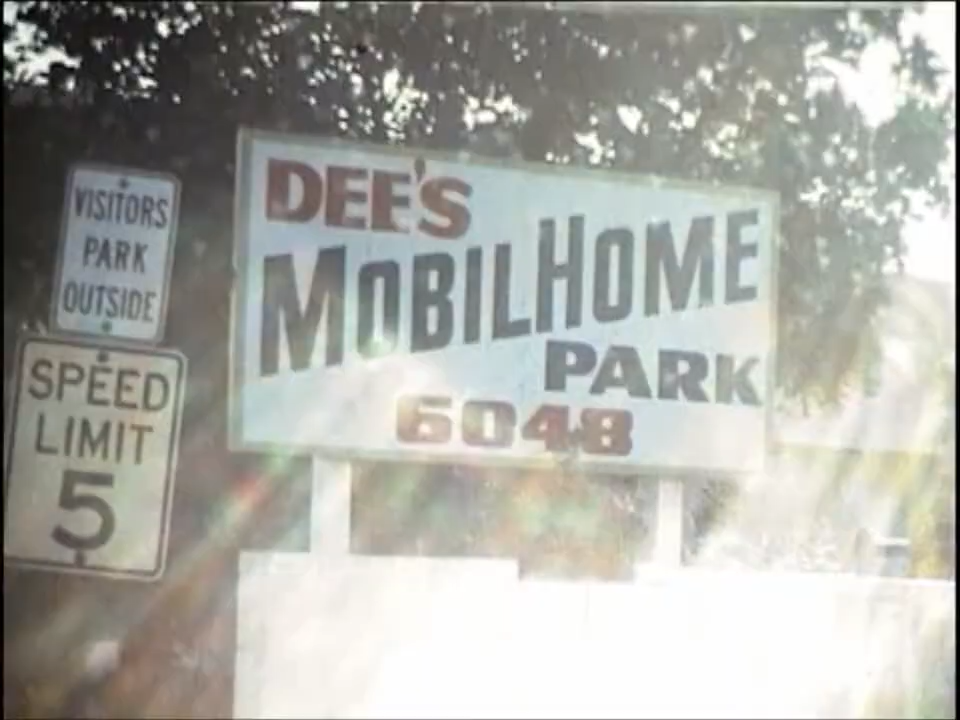 VISITORS
PARK
OUTSIDE
SPEED
LIMIT
5
DEE'S
MOBILHOME
PARK
6048